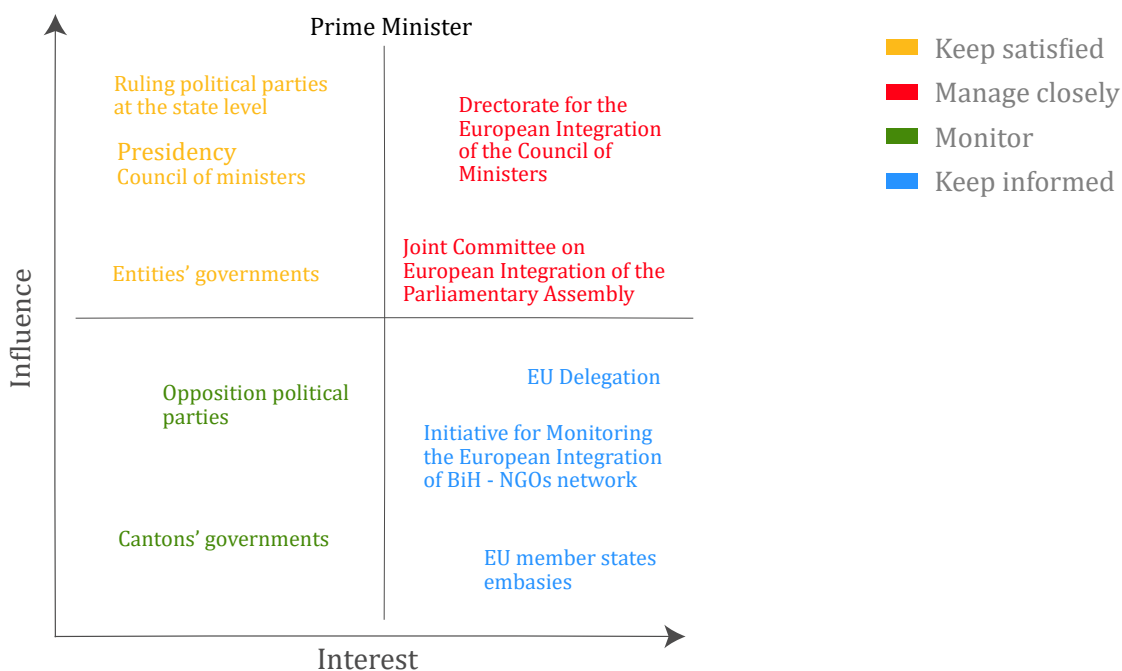 Prime Minister
Ruling political parties
at the state level
Presidency
Council of ministers
Entities’ governments
Drectorate for the
European Integration
of the Council of
Ministers
Joint Committee on
European Integration of the
Parliamentary Assembly
Opposition political
parties
Cantons’ governments
EU Delegation
Initiative for Monitoring
the European Integration
of BiH - NGOs network
EU member states
embasies
Influence
Interest
Keep satisfied
Manage closely
Monitor
Keep informed